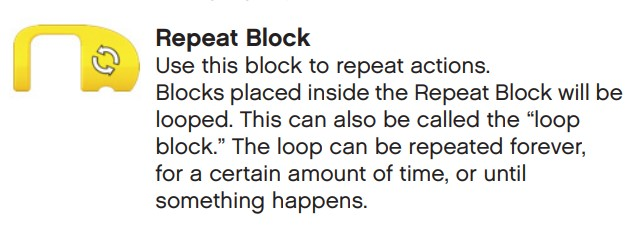 Repeat Block
Use this block to repeat actions.
Blocks placed inside the Repeat Block will be
looped. This can also be called the “loop
block.” The loop can be repeated forever,
for a certain amount of time, or until
something happens.